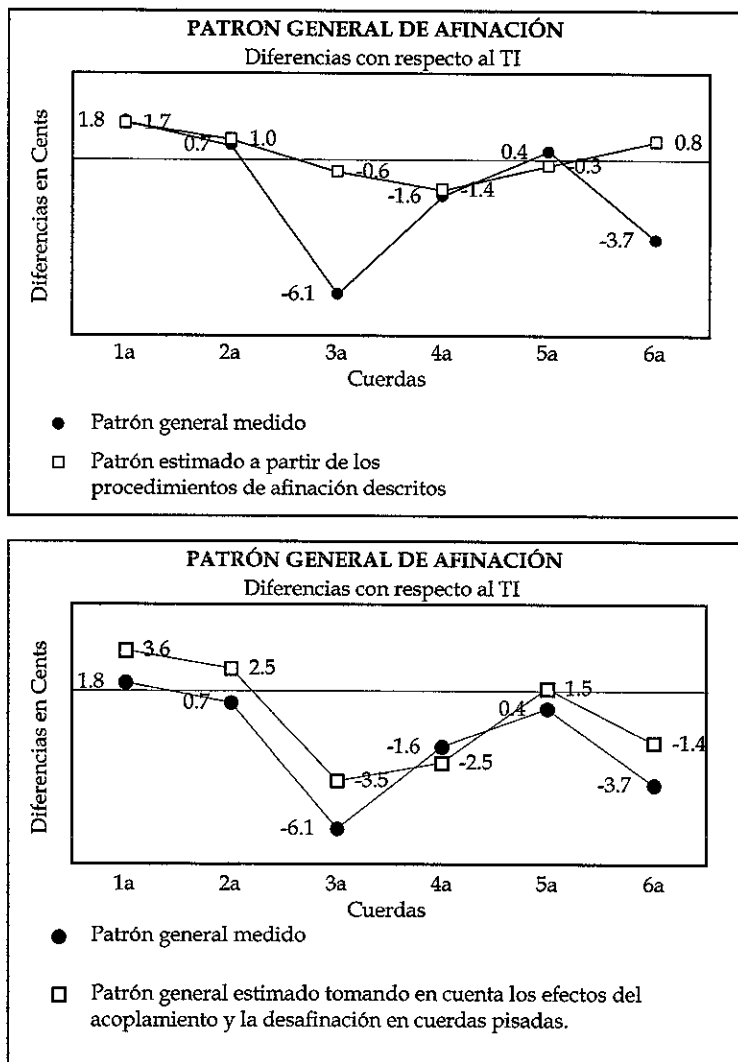 PATRON GENERAL DE AFINACIÓN
Diferencias con respecto al TI
Diferencias en Cents
1.8 1.7
0.7 1.0
-6.1 -0.6
-1.6 -1.4
0.4 -0.3
-3.7 0.8
1a 2a 3a 4a 5a 6a
Cuerdas
● Patrón general medido
□ Patrón estimado a partir de los
procedimientos de afinación descritos
PATRÓN GENERAL DE AFINACIÓN
Diferencias con respecto al TI
Diferencias en Cents
1.8 3.6
0.7 2.5
-6.1 -3.5
-1.6 -2.5
0.4 1.5
-3.7 -1.4
1a 2a 3a 4a 5a 6a
Cuerdas
● Patrón general medido
□ Patrón general estimado tomando en cuenta los efectos del
acoplamiento y la desafinación en cuerdas pisadas.